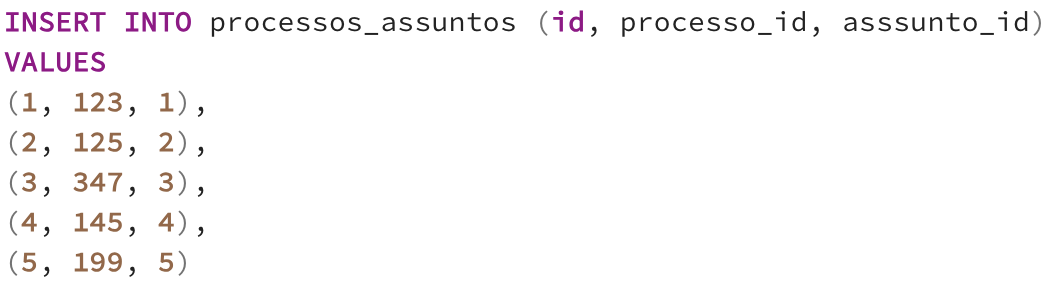 INSERT INTO processos_assuntos (id, processo_id, asssunto_id)
VALUES
(1, 123, 1),
(2, 125, 2),
(3, 347, 3),
(4, 145, 4),
(5, 199, 5)